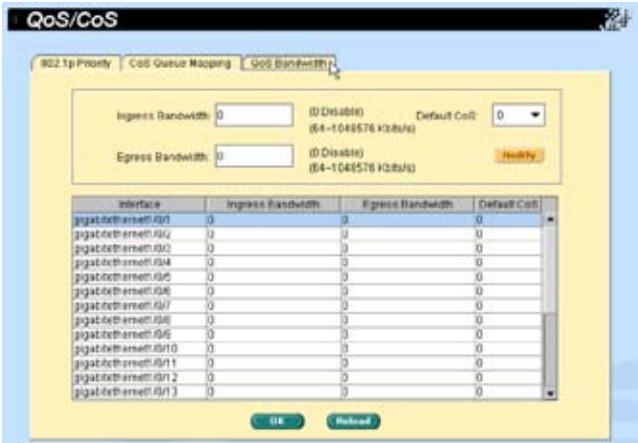 QoS/CoS
802.1p Priority CoS Queue Mapping QoS Bandwidth
Ingress Bandwidth: 0 (0:Disable) Default CoS: 0
(64~1048576 Kbits/s)
Egress Bandwidth: 0 (0:Disable) Modify
(64~1048576 Kbits/s)
Interface Ingress Bandwidth Egress Bandwidth Default CoS
gigabitethernet1/0/1 0 0 0
gigabitethernet1/0/2 0 0 0
gigabitethernet1/0/3 0 0 0
gigabitethernet1/0/4 0 0 0
gigabitethernet1/0/5 0 0 0
gigabitethernet1/0/6 0 0 0
gigabitethernet1/0/7 0 0 0
gigabitethernet1/0/8 0 0 0
gigabitethernet1/0/9 0 0 0
gigabitethernet1/0/10 0 0 0
gigabitethernet1/0/11 0 0 0
gigabitethernet1/0/12 0 0 0
gigabitethernet1/0/13 0 0 0
OK Reload